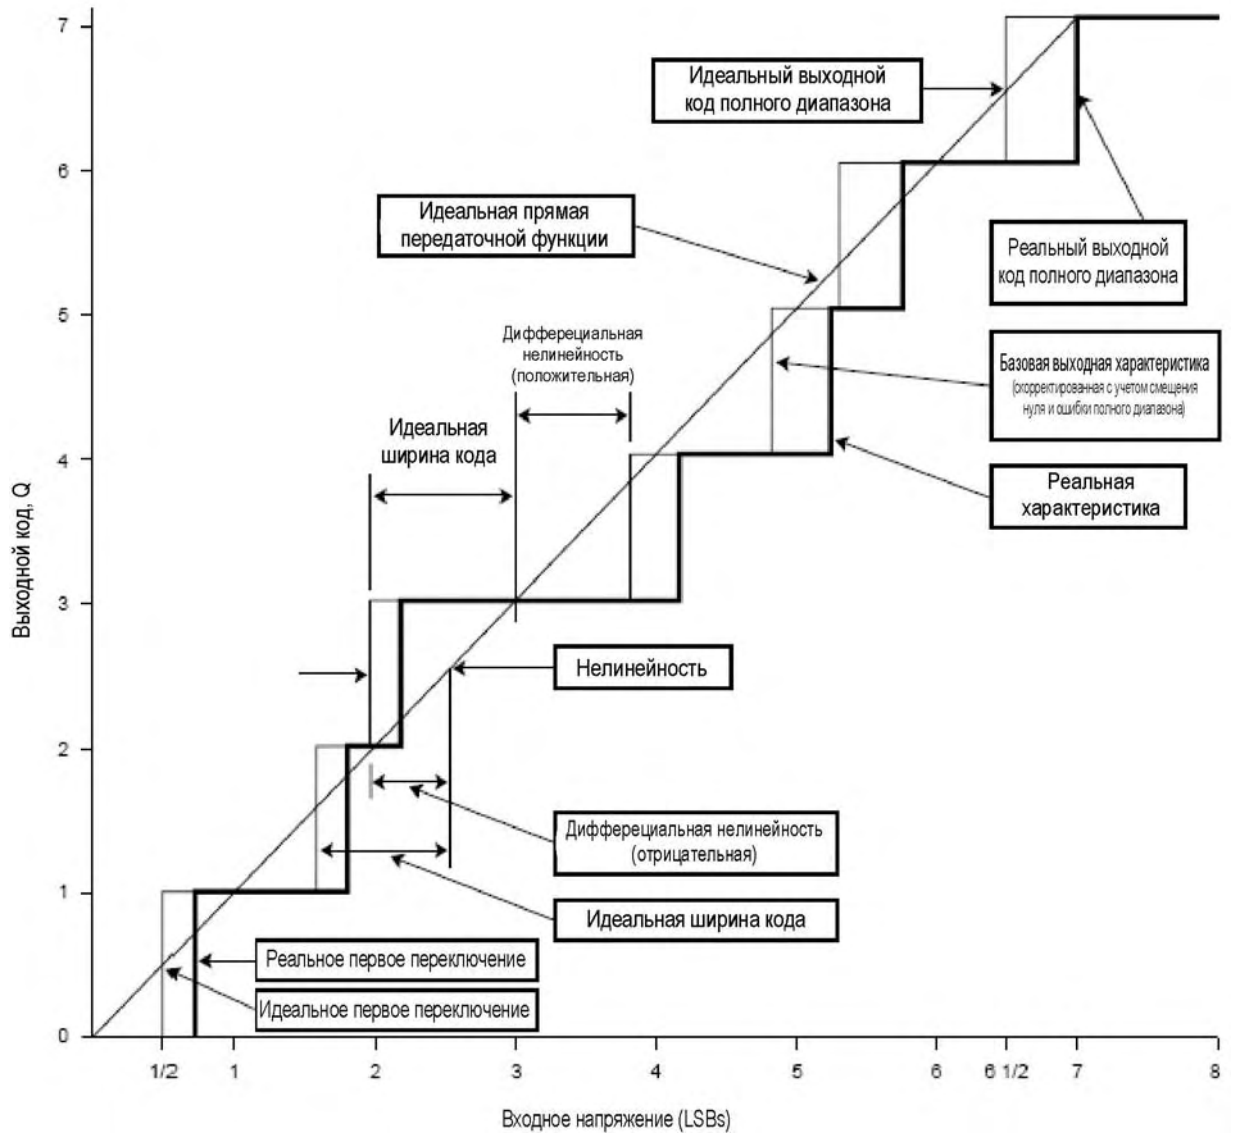 7
Идеальный выходной
код полного диапазона
6
Идеальная прямая
передаточной функции
Реальный выходной
код полного диапазона
5
Дифферециальная
нелинейность
(положительная)
Базовая выходная характеристика
(скорректированная с учетом смещения
нуля и ошибки полного диапазона)
Идеальная
ширина кода
4
Реальная
характеристика
Выходной код, Q
3
Нелинейность
2
Дифферециальная нелинейность
(отрицательная)
1
Идеальная ширина кода
Реальное первое переключение
Идеальное первое переключение
0
1/2 1 2 3 4 5 6 6 1/2 7 8
Входное напряжение (LSBs)